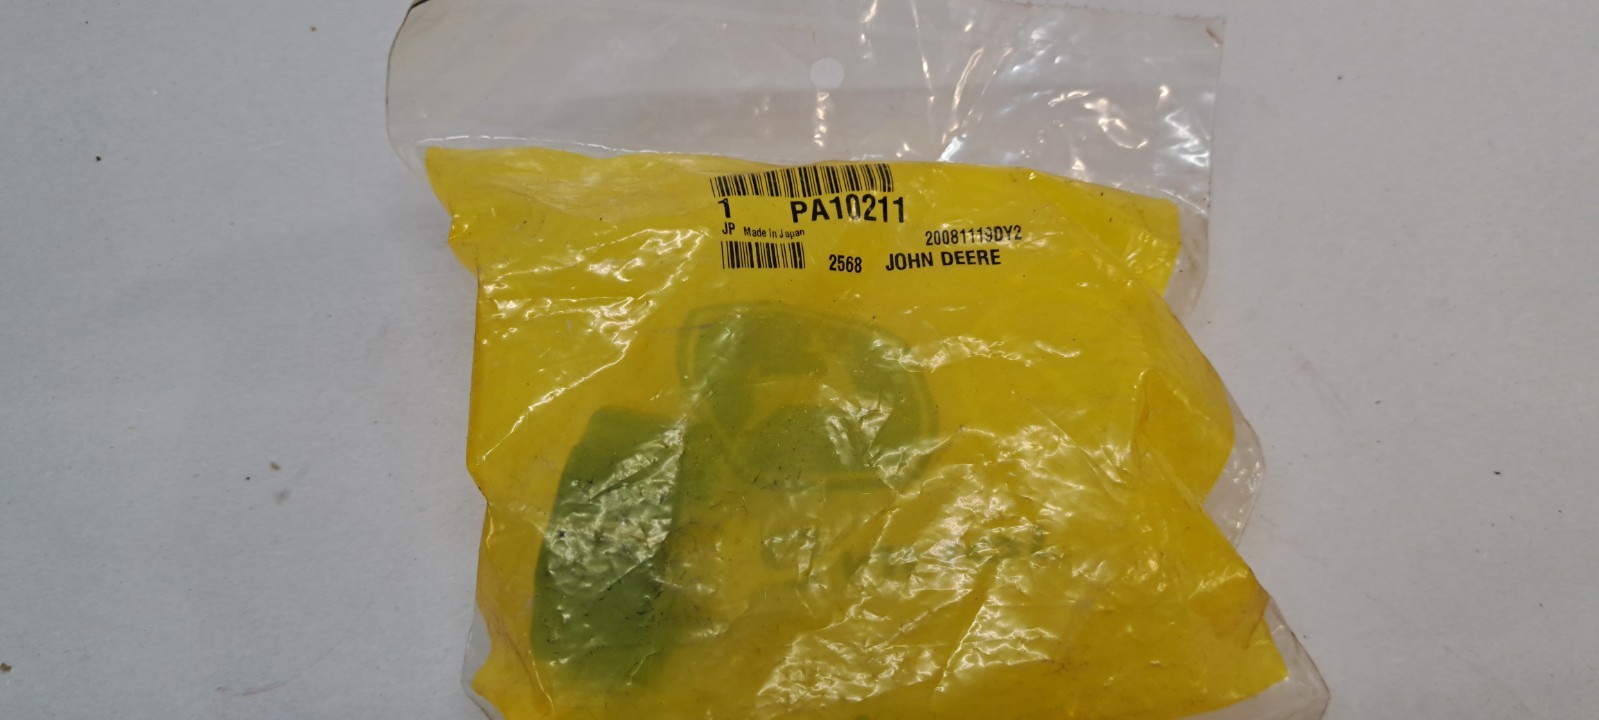 1 PA10211
JP Made In Japan
20081119DY2
2568 JOHN DEERE